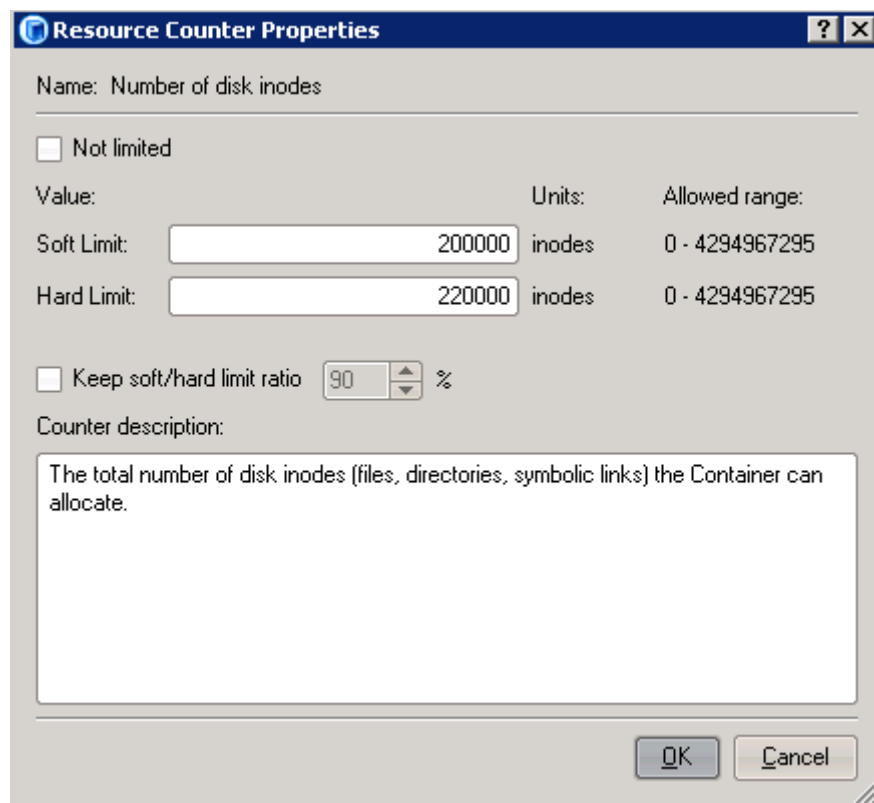 Resource Counter Properties
Name: Number of disk inodes
Not limited
Value: Units: Allowed range:
Soft Limit: 200000 inodes 0 - 4294967295
Hard Limit: 220000 inodes 0 - 4294967295
Keep soft/hard limit ratio 90 %
Counter description:
The total number of disk inodes (files, directories, symbolic links) the Container can
allocate.
OK Cancel